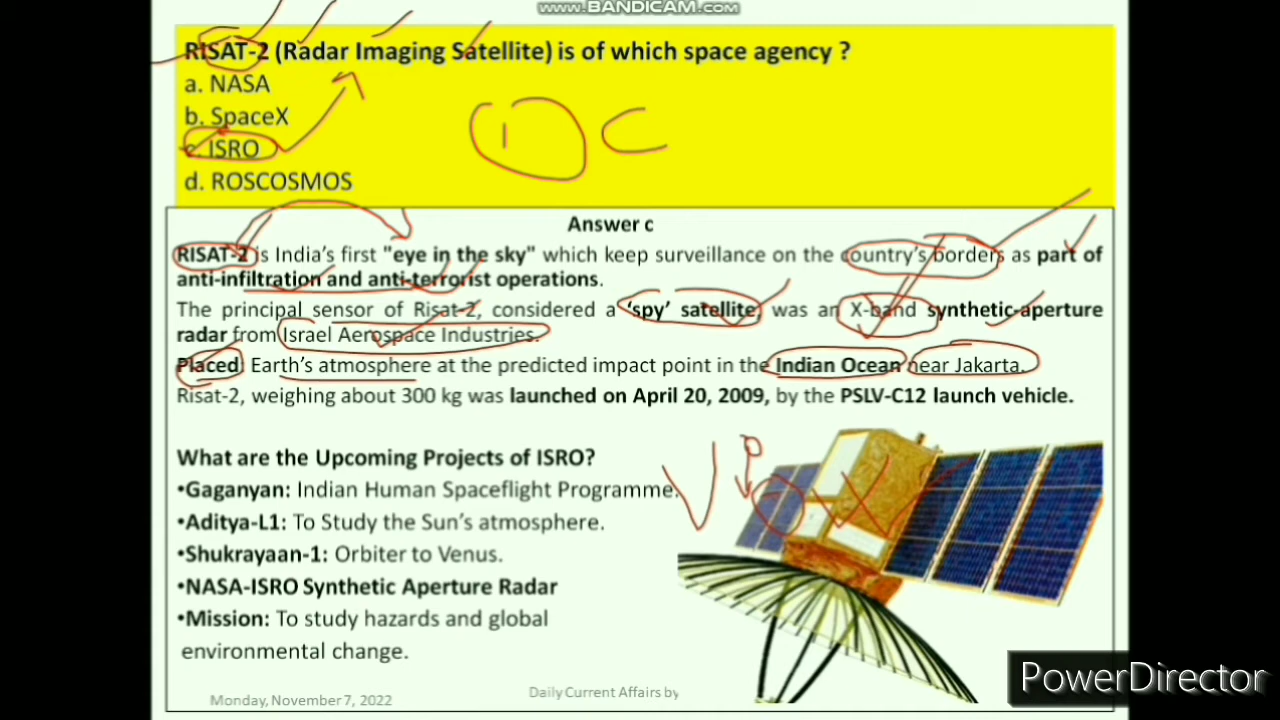 www.BANDICAM.com
RISAT-2 (Radar Imaging Satellite) is of which space agency ?
a. NASA
b. SpaceX
c. ISRO
d. ROSCOSMOS
Answer c
RISAT-2 is India's first "eye in the sky" which keep surveillance on the country's borders as part of
anti-infiltration and anti-terrorist operations.
The principal sensor of Risat-2, considered a 'spy' satellite, was an X-band synthetic-aperture
radar from Israel Aerospace Industries.
Placed: Earth's atmosphere at the predicted impact point in the Indian Ocean near Jakarta.
Risat-2, weighing about 300 kg was launched on April 20, 2009, by the PSLV-C12 launch vehicle.
What are the Upcoming Projects of ISRO?
•Gaganyan: Indian Human Spaceflight Programme.
•Aditya-L1: To Study the Sun's atmosphere.
•Shukrayaan-1: Orbiter to Venus.
•NASA-ISRO Synthetic Aperture Radar
•Mission: To study hazards and global
environmental change.
Monday, November 7, 2022
Daily Current Affairs by
PowerDirector